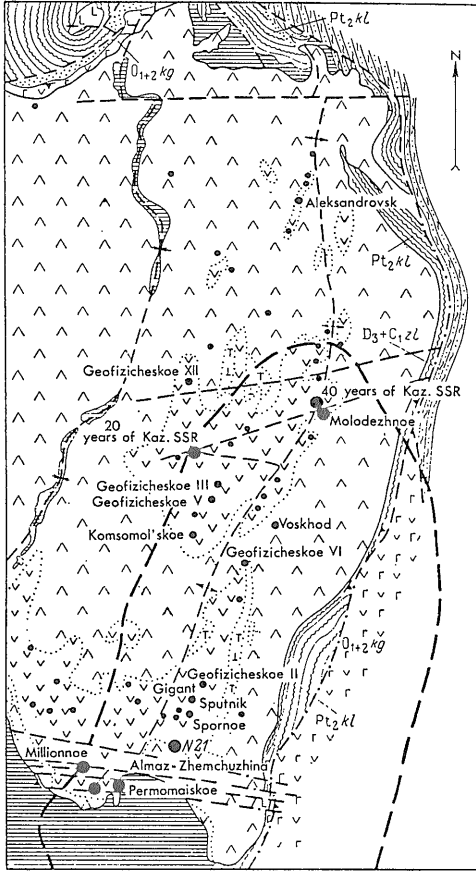 Pt₂kl
O₁₊₂kg
N
Aleksandrovsk
Pt₂kl
D₃+C₁zl
Geofizicheskoe XII
40 years of Kaz. SSR
20
years of Kaz. SSR
Molodezhnoe
Geofizicheskoe III
Geofizicheskoe V
Voskhod
Komsomol'skoe
Geofizicheskoe VI
O₁₊₂kg
Geofizicheskoe II
Gigant
Sputnik
Pt₂kl
Spornoe
N21
Millionnoe
Almaz-Zhemchuzhina
Permomaiskoe